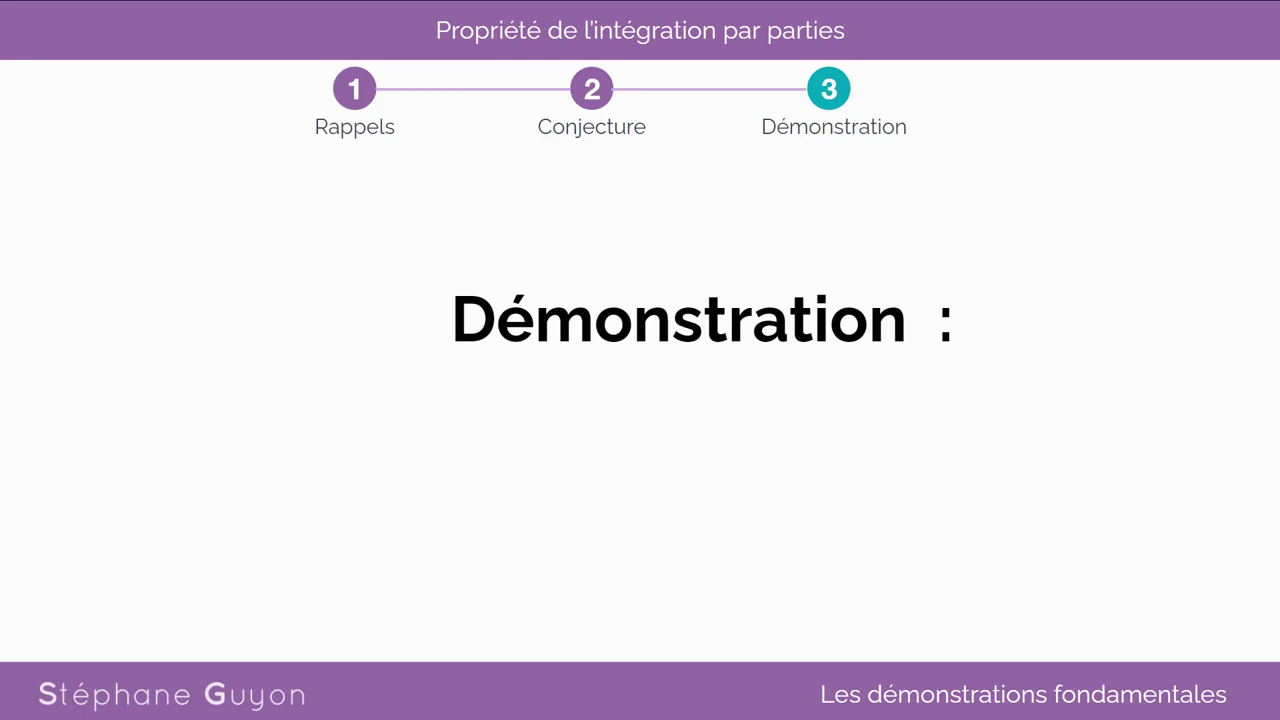 Propriété de l'intégration par parties
1 2 3
Rappels Conjecture Démonstration
Démonstration :
Stéphane Guyon Les démonstrations fondamentales